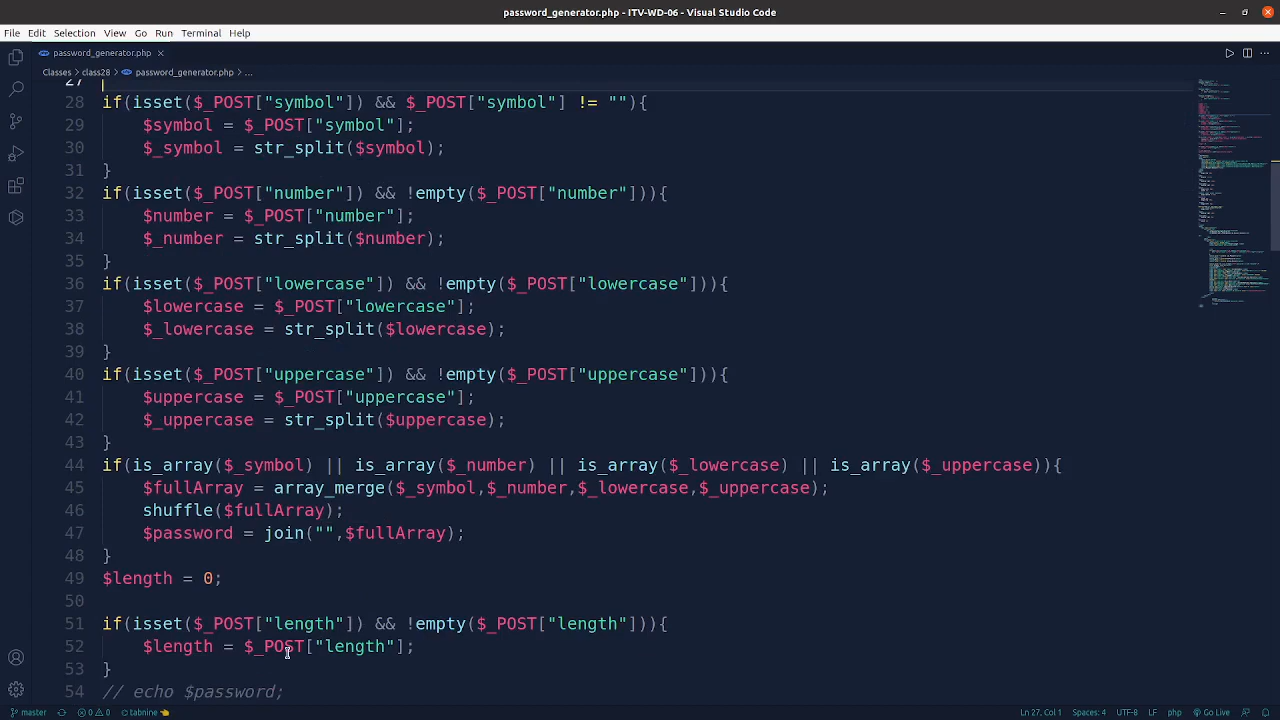 password_generator.php - ITV-WD-06 - Visual Studio Code
File Edit Selection View Go Run Terminal Help
password_generator.php
Classes > class28 > password_generator.php > ...
27
28 if(isset($_POST["symbol"]) && $_POST["symbol"] != ""){
29 $symbol = $_POST["symbol"];
30 $_symbol = str_split($symbol);
31 }
32 if(isset($_POST["number"]) && !empty($_POST["number"])){
33 $number = $_POST["number"];
34 $_number = str_split($number);
35 }
36 if(isset($_POST["lowercase"]) && !empty($_POST["lowercase"])){
37 $lowercase = $_POST["lowercase"];
38 $_lowercase = str_split($lowercase);
39 }
40 if(isset($_POST["uppercase"]) && !empty($_POST["uppercase"])){
41 $uppercase = $_POST["uppercase"];
42 $_uppercase = str_split($uppercase);
43 }
44 if(is_array($_symbol) || is_array($_number) || is_array($_lowercase) || is_array($_uppercase)){
45 $fullArray = array_merge($_symbol,$_number,$_lowercase,$_uppercase);
46 shuffle($fullArray);
47 $password = join("",$fullArray);
48 }
49 $length = 0;
50
51 if(isset($_POST["length"]) && !empty($_POST["length"])){
52 $length = $_POST["length"];
53 }
54 // echo $password;
master 0 0 tabnine Ln 27, Col 1 Spaces: 4 UTF-8 LF php Go Live